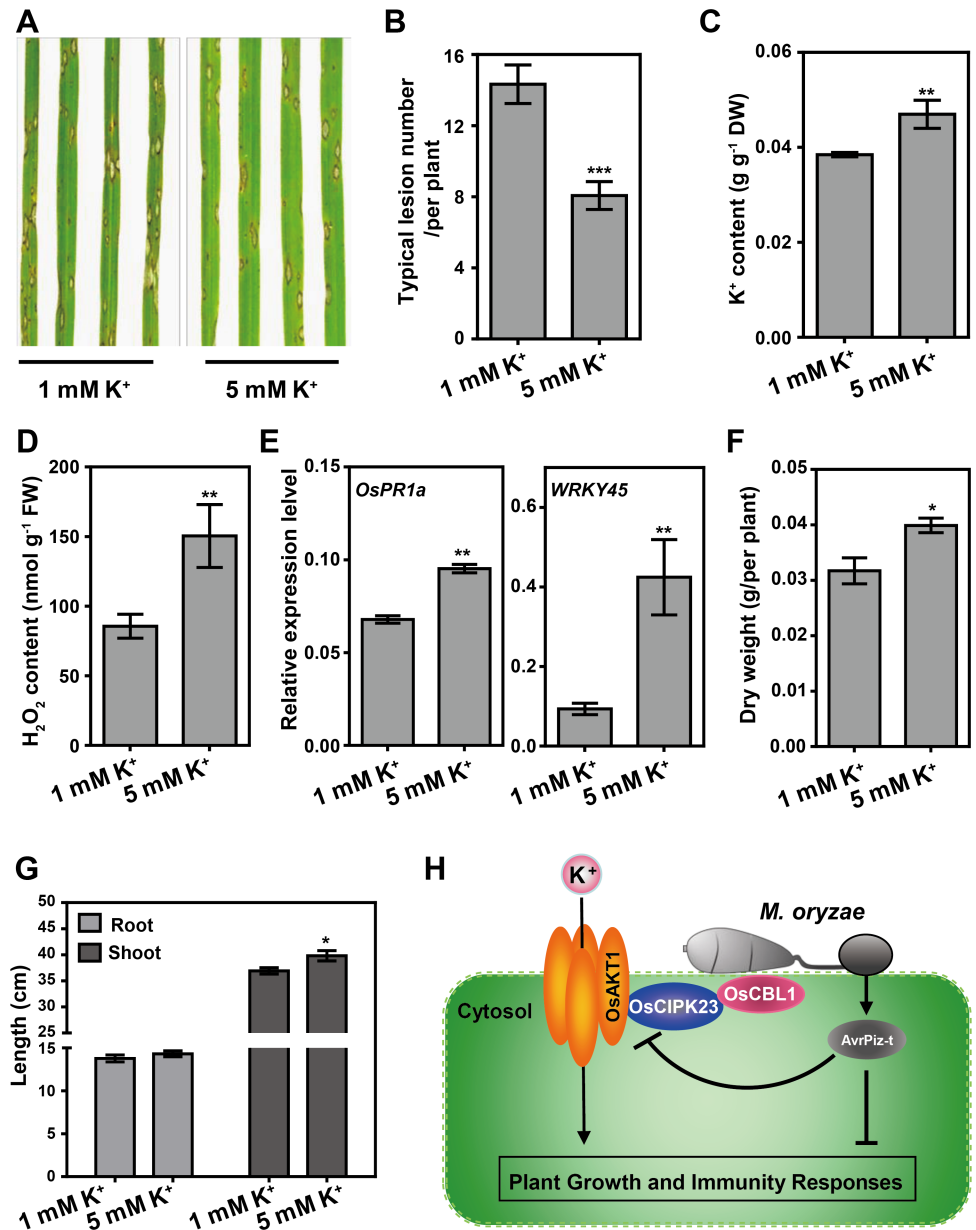 A
1 mM K⁺
5 mM K⁺
B
Typical lesion number
/per plant
16
12
8
4
0
***
1 mM K⁺
5 mM K⁺
C
K⁺ content (g g⁻¹ DW)
0.06
0.04
0.02
0.00
**
1 mM K⁺
5 mM K⁺
D
H₂O₂ content (nmol g⁻¹ FW)
200
150
100
50
0
**
1 mM K⁺
5 mM K⁺
E
Relative expression lelvel
0.15
0.10
0.05
0.00
OsPR1a
**
1 mM K⁺
5 mM K⁺
0.6
0.4
0.2
0.0
WRKY45
**
1 mM K⁺
5 mM K⁺
F
Dry weight (g/per plant)
0.05
0.04
0.03
0.02
0.01
0.00
*
1 mM K⁺
5 mM K⁺
G
Length (cm)
50
45
40
35
30
25
15
10
5
0
Root
Shoot
*
1 mM K⁺
5 mM K⁺
1 mM K⁺
5 mM K⁺
H
K⁺
M. oryzae
OsAKT1
Cytosol
OsCIPK23
OsCBL1
AvrPiz-t
Plant Growth and Immunity Responses